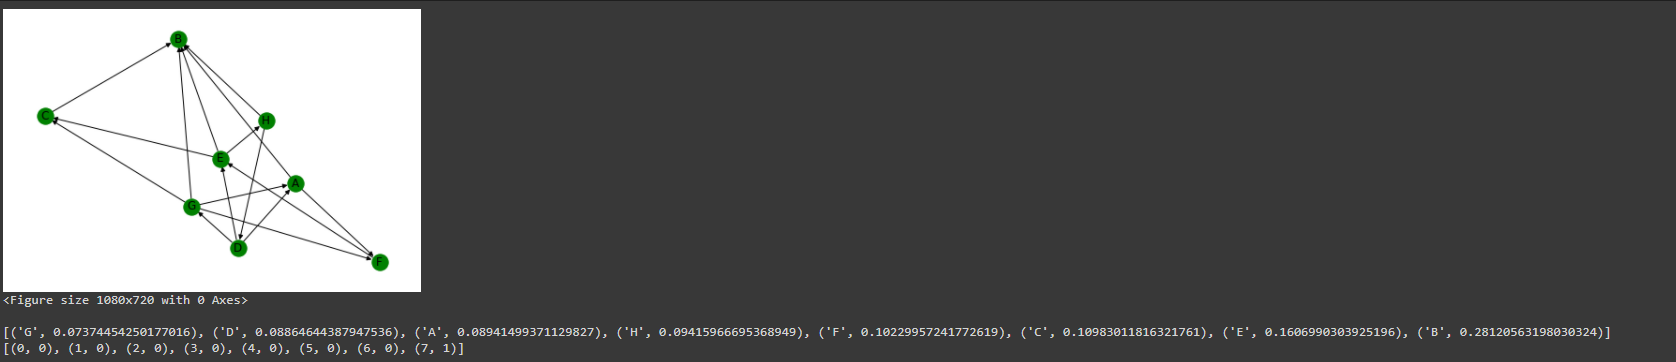 B
C
H
E
A
G
D
F
<Figure size 1080x720 with 0 Axes>
[('G', 0.07374454250177016), ('D', 0.08864644387947536), ('A', 0.08941499371129827), ('H', 0.09415966695368949), ('F', 0.10229957241772619), ('C', 0.10983011816321761), ('E', 0.1606990303925196), ('B', 0.28120563198030324)]
[(0, 0), (1, 0), (2, 0), (3, 0), (4, 0), (5, 0), (6, 0), (7, 1)]